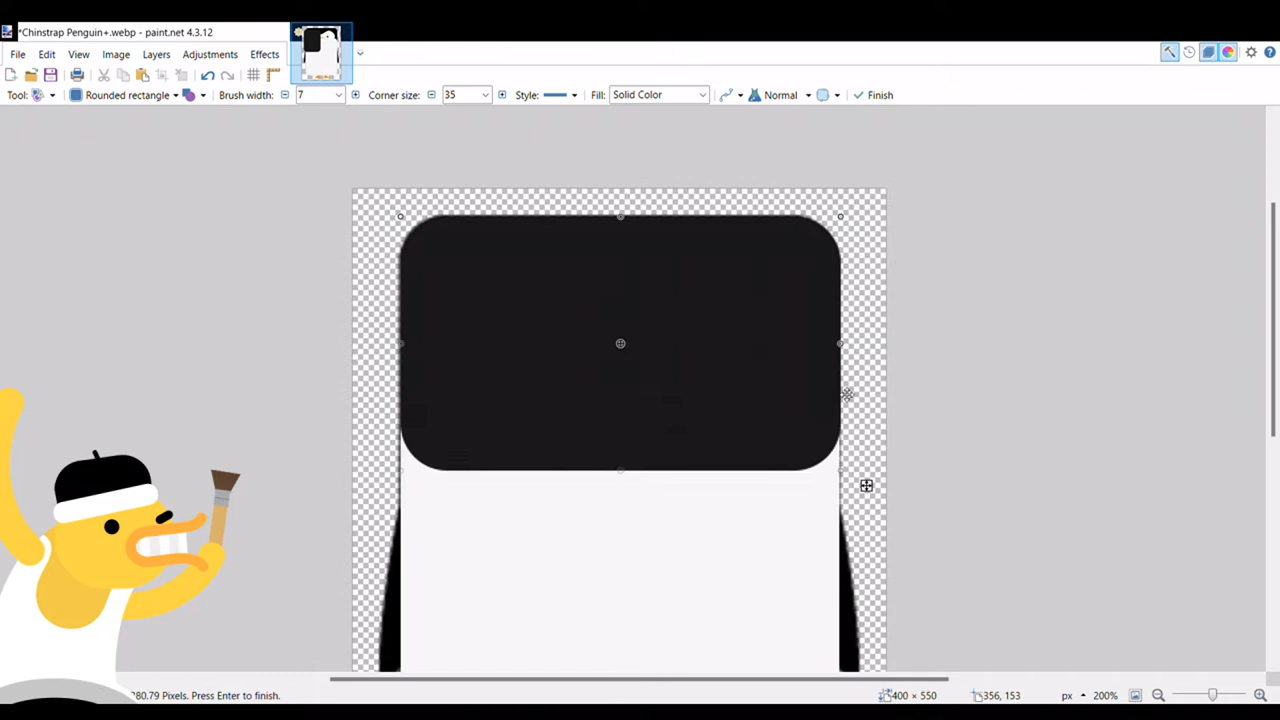 *Chinstrap Penguin+.webp - paint.net 4.3.12
File Edit View Image Layers Adjustments Effects
Tool: Rounded rectangle Brush width: 7 Corner size: 35 Style: Fill: Solid Color Normal Finish
280.79 Pixels. Press Enter to finish. 400 × 550 356, 153 px 200%